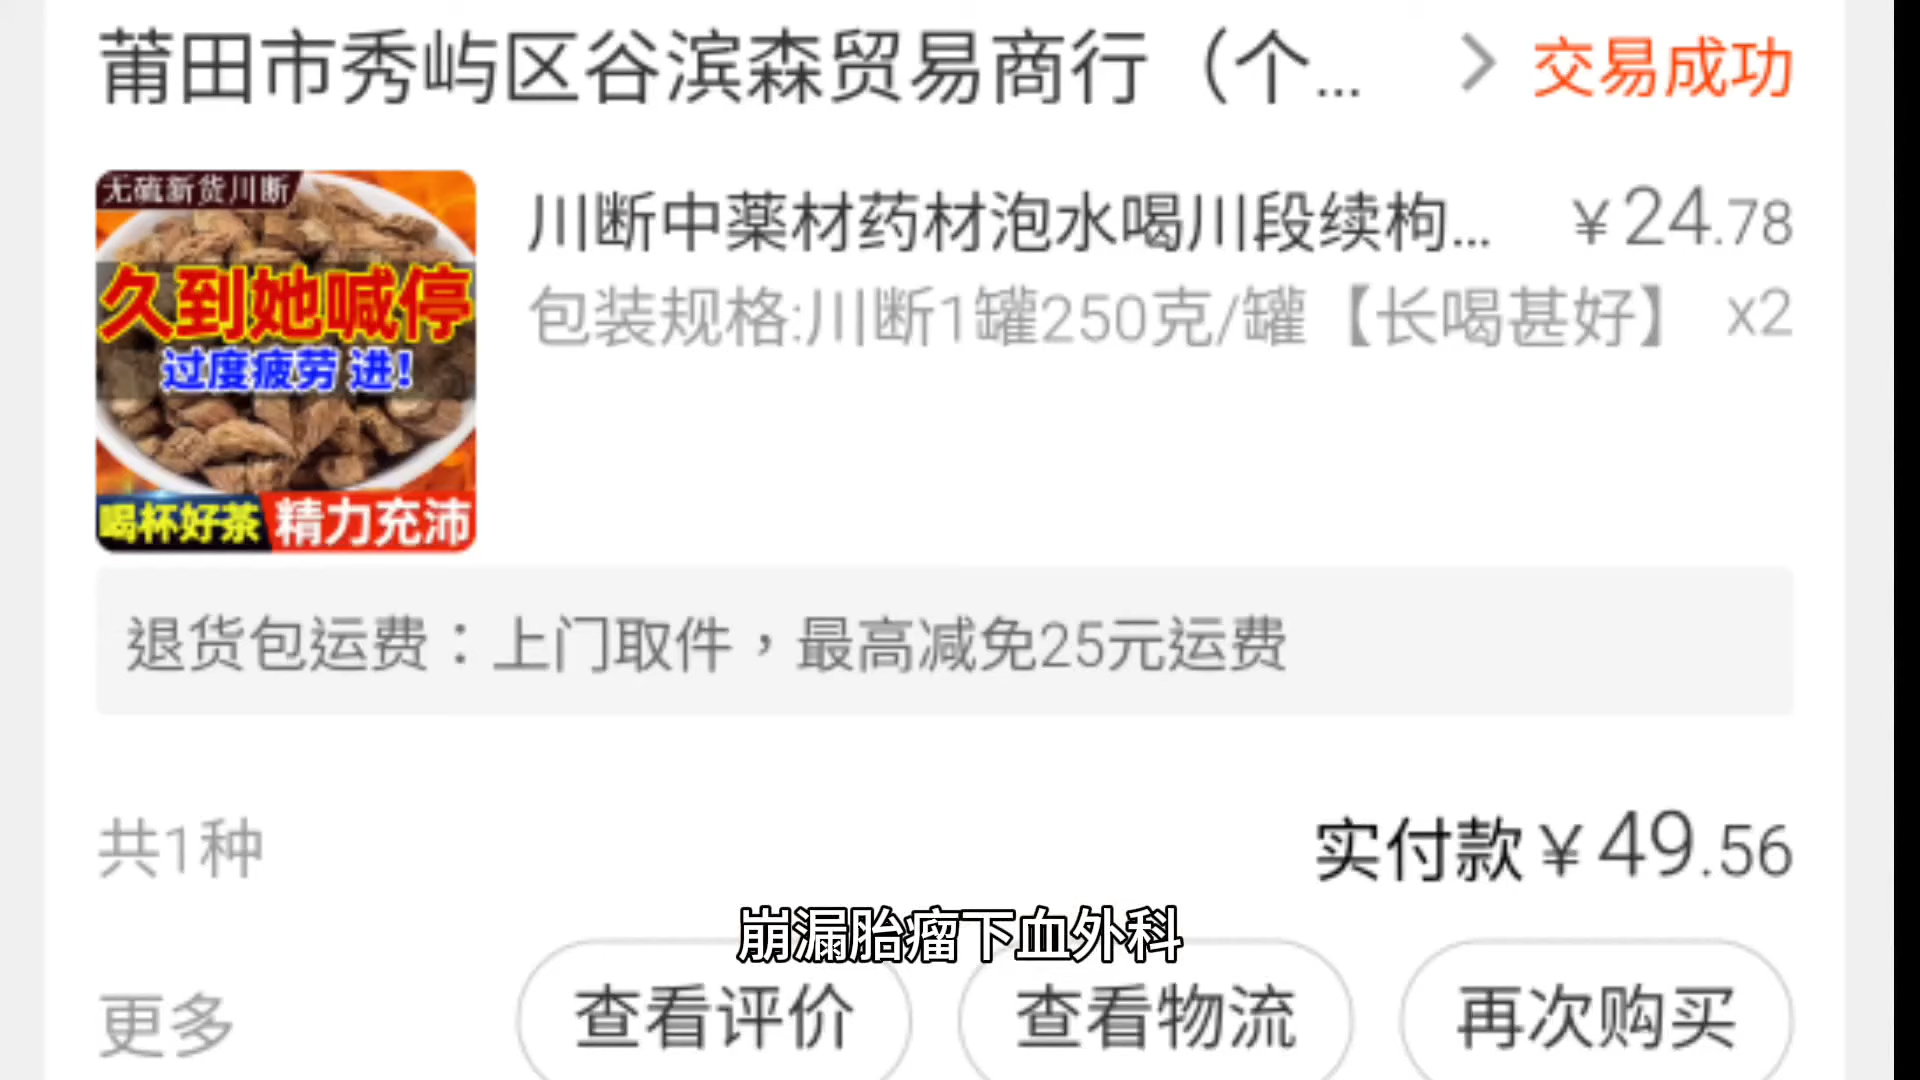 莆田市秀屿区谷滨森贸易商行（个...
交易成功
无硫新货川断
久到她喊停
过度疲劳 进!
喝杯好茶 精力充沛
川断中薬材药材泡水喝川段续枸...
¥24.78
包装规格:川断1罐250克/罐【长喝甚好】
x2
退货包运费：上门取件，最高减免25元运费
共1种
实付款¥49.56
崩漏胎瘤下血外科
更多
查看评价
查看物流
再次购买